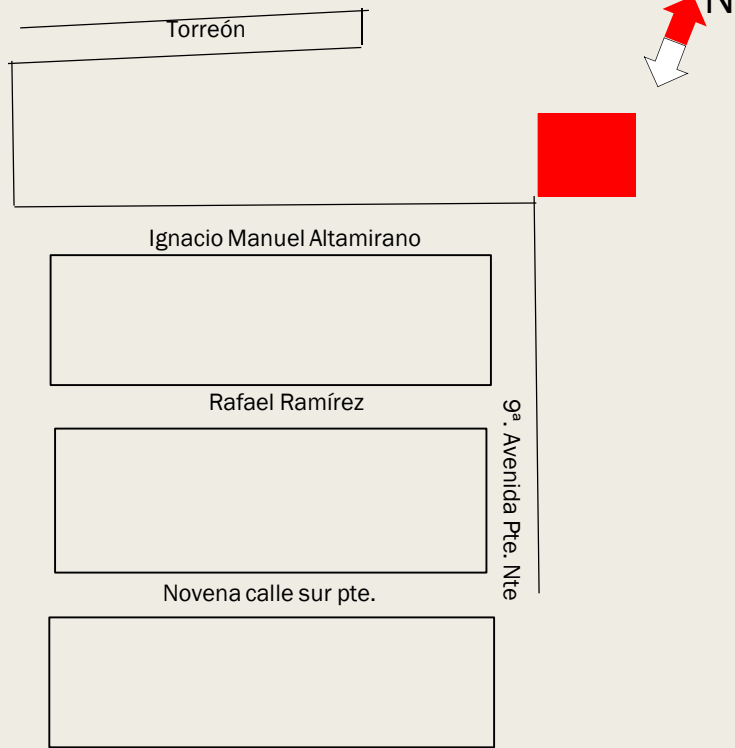 N
Torreón
Ignacio Manuel Altamirano
Rafael Ramírez
9ª. Avenida Pte. Nte
Novena calle sur pte.